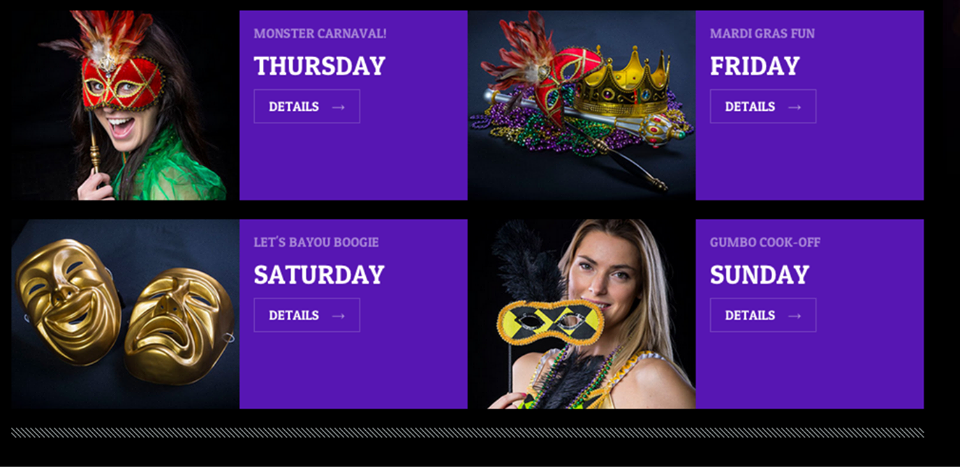 MONSTER CARNAVAL!
THURSDAY
DETAILS →
MARDI GRAS FUN
FRIDAY
DETAILS →
LET'S BAYOU BOOGIE
SATURDAY
DETAILS →
GUMBO COOK-OFF
SUNDAY
DETAILS →